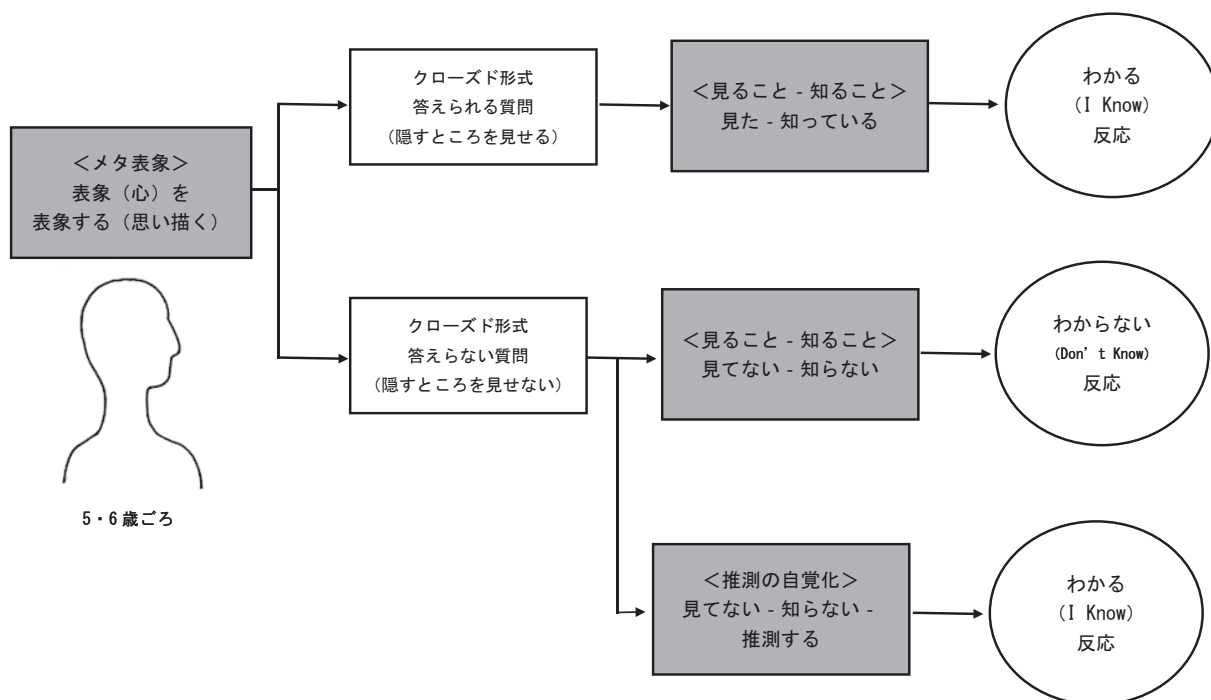 ＜メタ表象＞
表象（心）を
表象する（思い描く）
5・6歳ごろ
クローズド形式
答えられる質問
（隠すところを見せる）
＜見ること - 知ること＞
見た - 知っている
わかる
（I Know）
反応
クローズド形式
答えらない質問
（隠すところを見せない）
＜見ること - 知ること＞
見てない - 知らない
わからない
（Don't Know）
反応
＜推測の自覚化＞
見てない - 知らない -
推測する
わかる
（I Know）
反応